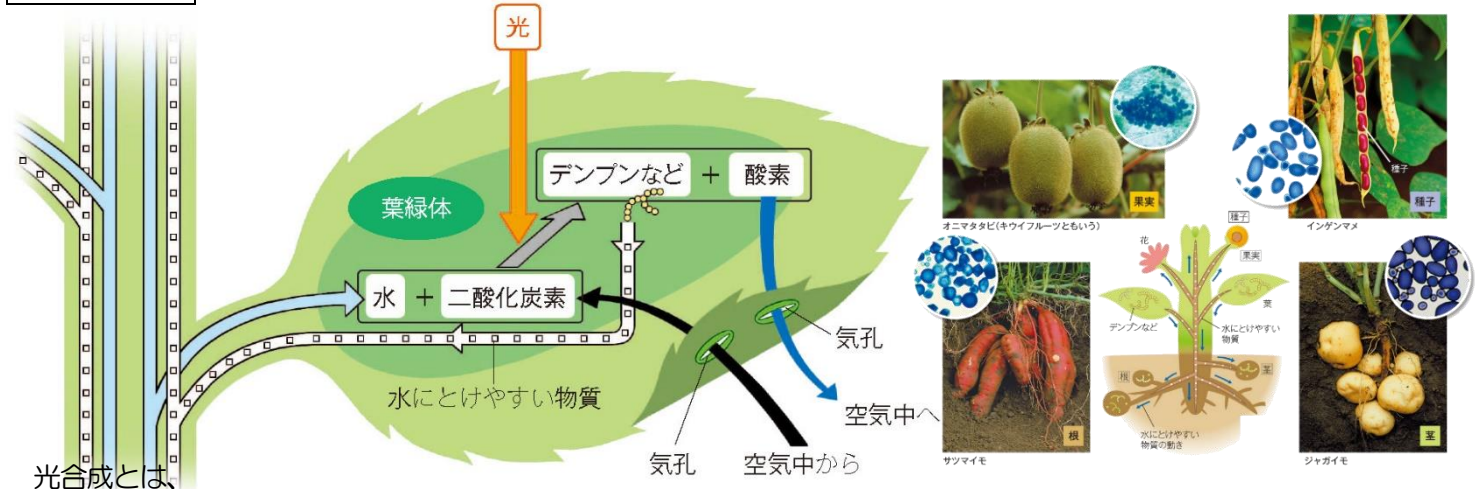 光
デンプンなど + 酸素
葉緑体
水 + 二酸化炭素
気孔
水にとけやすい物質
空気中へ
気孔
空気中から
光合成とは、
果実
オニマタタビ(キウイフルーツともいう)
種子
種子
インゲンマメ
根
サツマイモ
花
種子
果実
葉
デンプンなど
水にとけやすい
物質
根
茎
水にとけやすい
物質の動き
茎
ジャガイモ